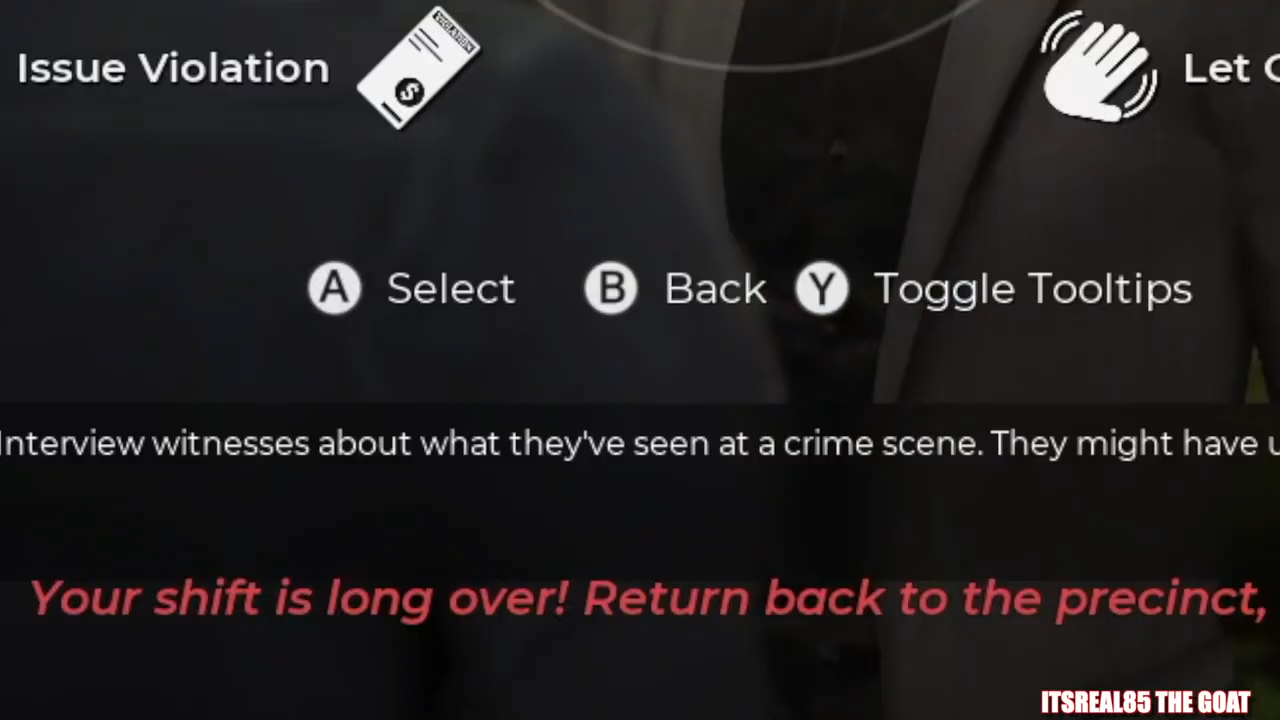 VIOLATION
Issue Violation
$
Let
A Select B Back Y Toggle Tooltips
Interview witnesses about what they've seen at a crime scene. They might have
Your shift is long over! Return back to the precinct,
ITSREAL85 THE GOAT